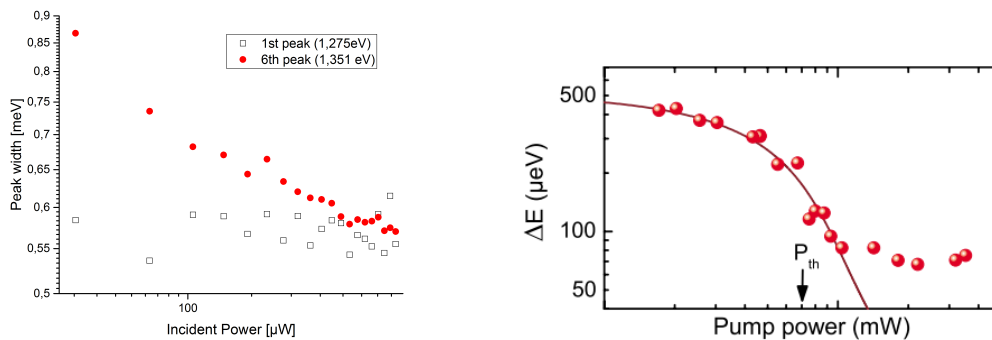 0,9
0,85
0,8
0,75
0,7
0,65
0,6
0,55
0,5
Peak width [meV]
1st peak (1,275eV)
6th peak (1,351 eV)
100
Incident Power [µW]
500
100
50
ΔE (µeV)
Pth
Pump power (mW)